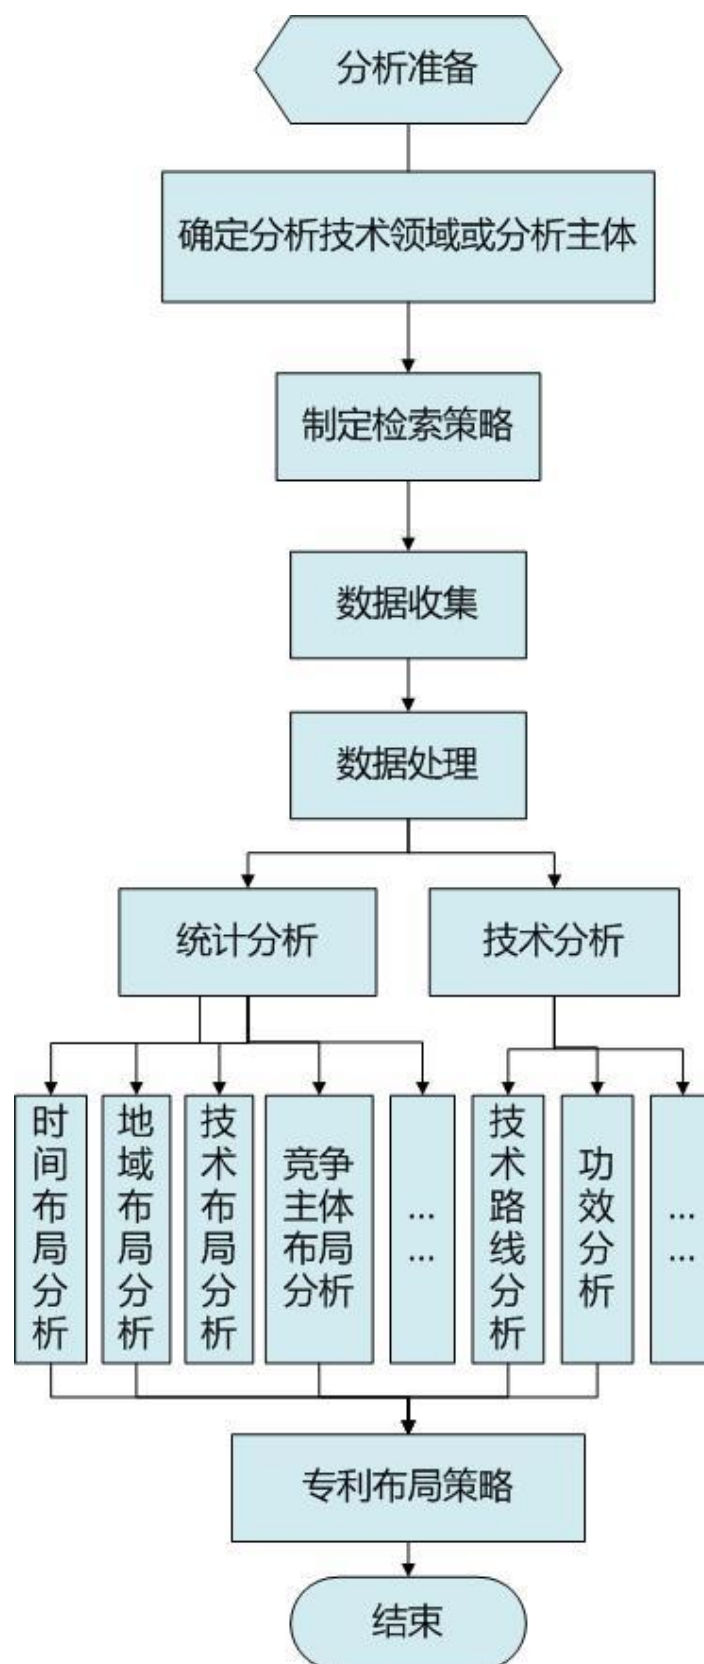 分析准备
确定分析技术领域或分析主体
制定检索策略
数据收集
数据处理
统计分析
技术分析
时间布局分析
地域布局分析
技术布局分析
竞争
主体
布局
分析
...
...
技术路线分析
功效分析
...
...
专利布局策略
结束